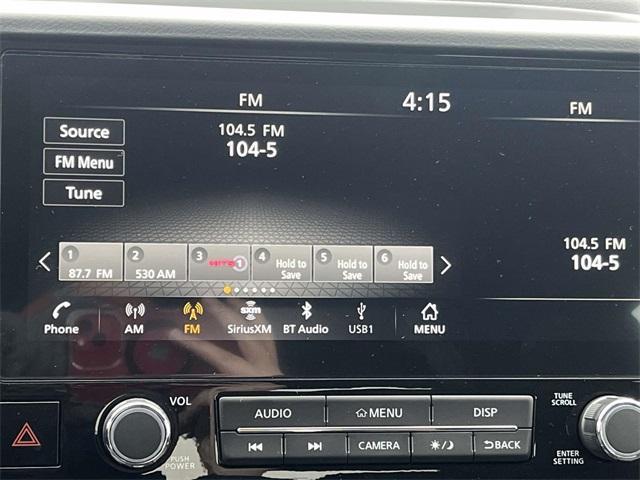 FM
4:15
FM
Source
104.5 FM
104-5
FM Menu
Tune
104.5 FM
104-5
1
87.7 FM
2
530 AM
3
4
Hold to
Save
5
Hold to
Save
6
Hold to
Save
Phone
AM
FM
sxm
SiriusXM
BT Audio
USB1
MENU
VOL
PUSH
POWER
AUDIO
MENU
DISP
CAMERA
BACK
TUNE
SCROLL
ENTER
SETTING